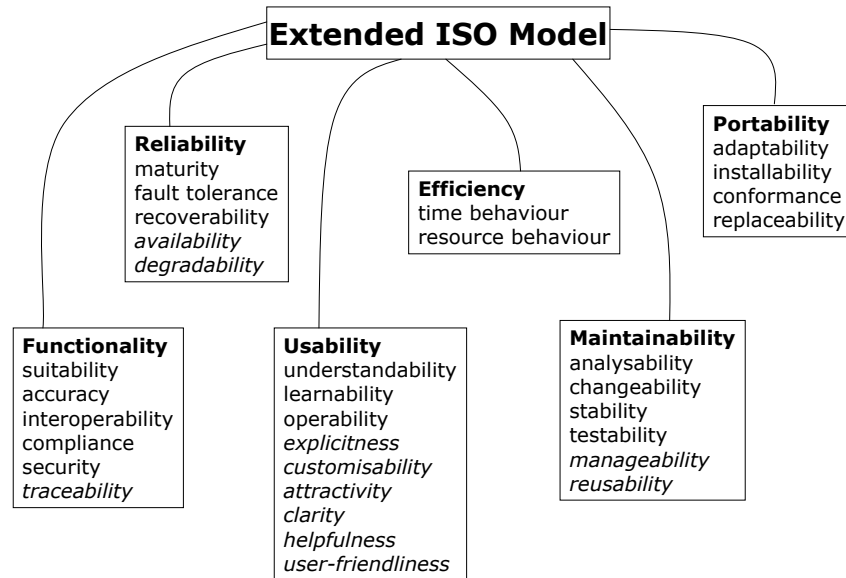 Extended ISO Model
Reliability
maturity
fault tolerance
recoverability
availability
degradability
Efficiency
time behaviour
resource behaviour
Portability
adaptability
installability
conformance
replaceability
Functionality
suitability
accuracy
interoperability
compliance
security
traceability
Usability
understandability
learnability
operability
explicitness
customisability
attractivity
clarity
helpfulness
user-friendliness
Maintainability
analysability
changeability
stability
testability
manageability
reusability